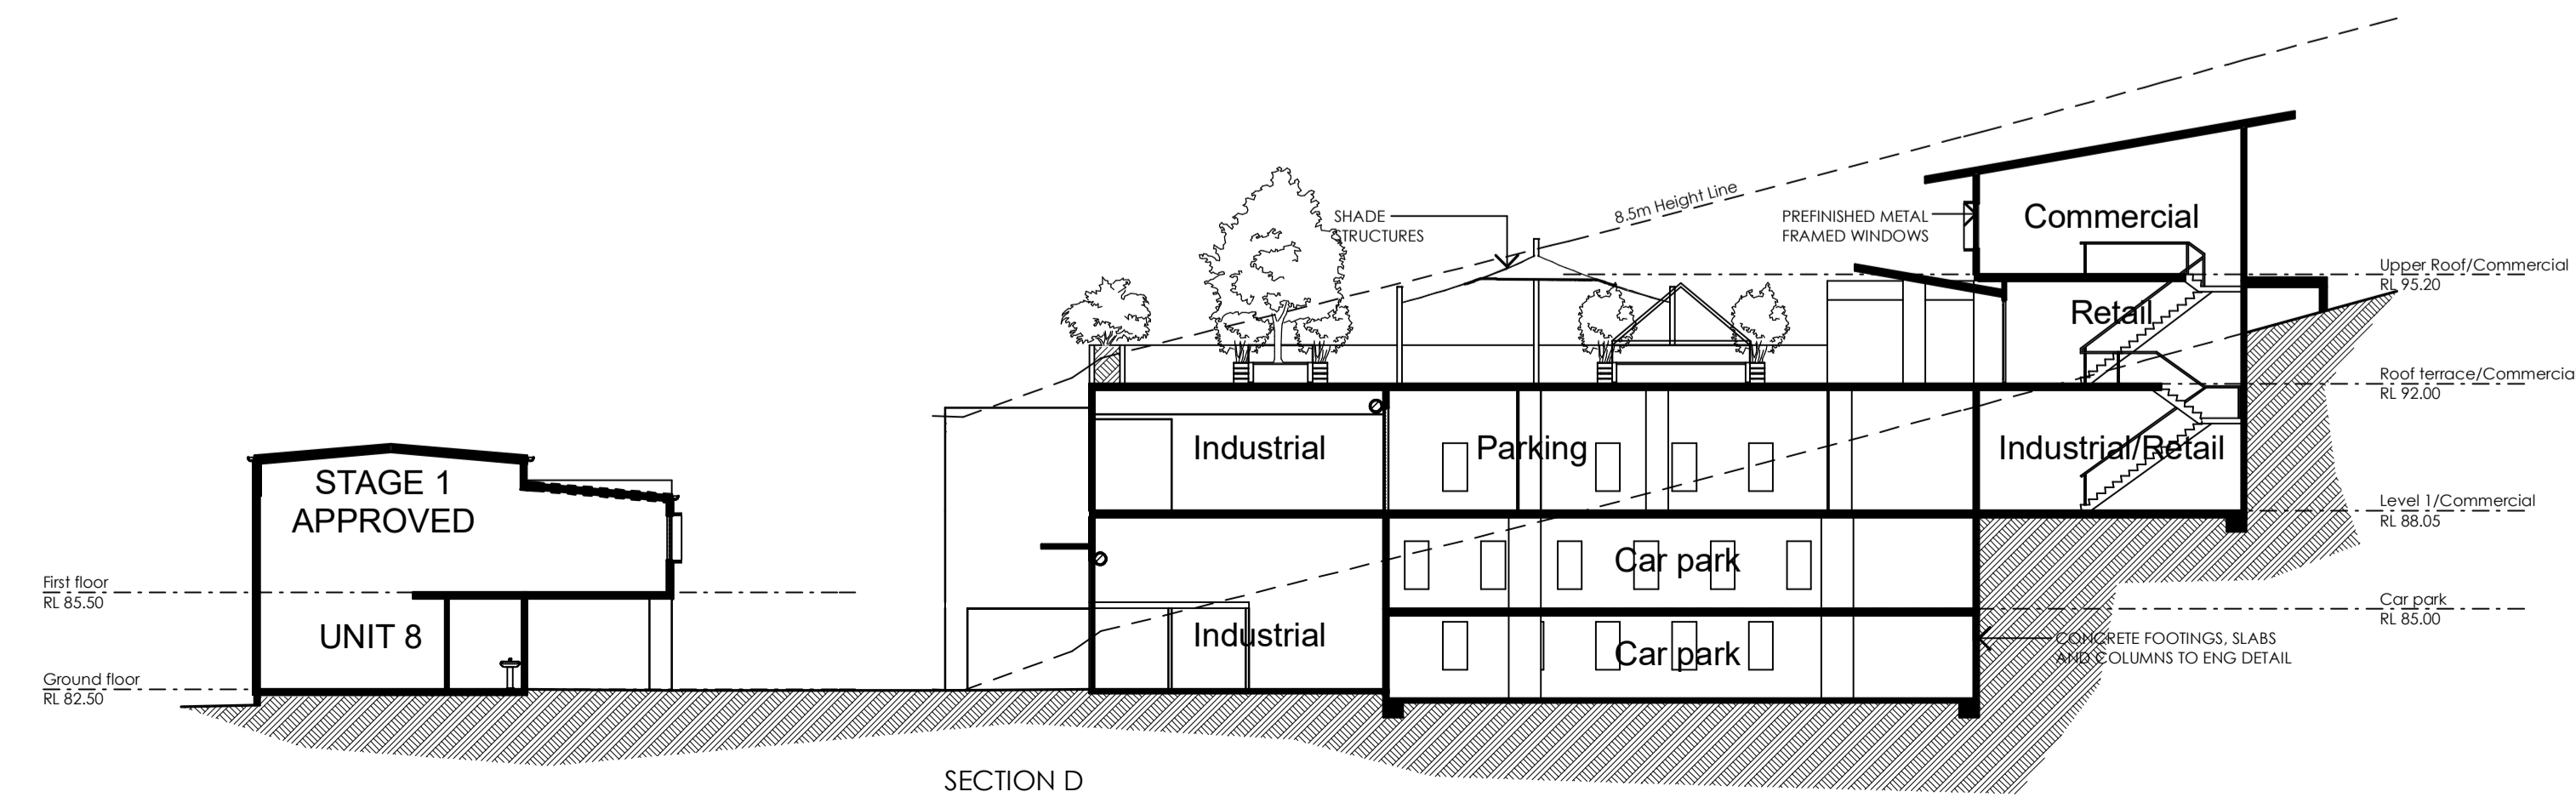 8.5m Height Line
SHADE
STRUCTURES
PREFINISHED METAL
FRAMED WINDOWS
Commercial
Upper Roof/Commercial
RL 95.20
Retail
Roof terrace/Commercia
RL 92.00
Industrial
Parking
Industrial/Retail
STAGE 1
APPROVED
Level 1/Commercial
RL 88.05
Car park
First floor
RL 85.50
Car park
RL 85.00
UNIT 8
Industrial
Car park
CONCRETE FOOTINGS, SLABS
AND COLUMNS TO ENG DETAIL
Ground floor
RL 82.50
SECTION D